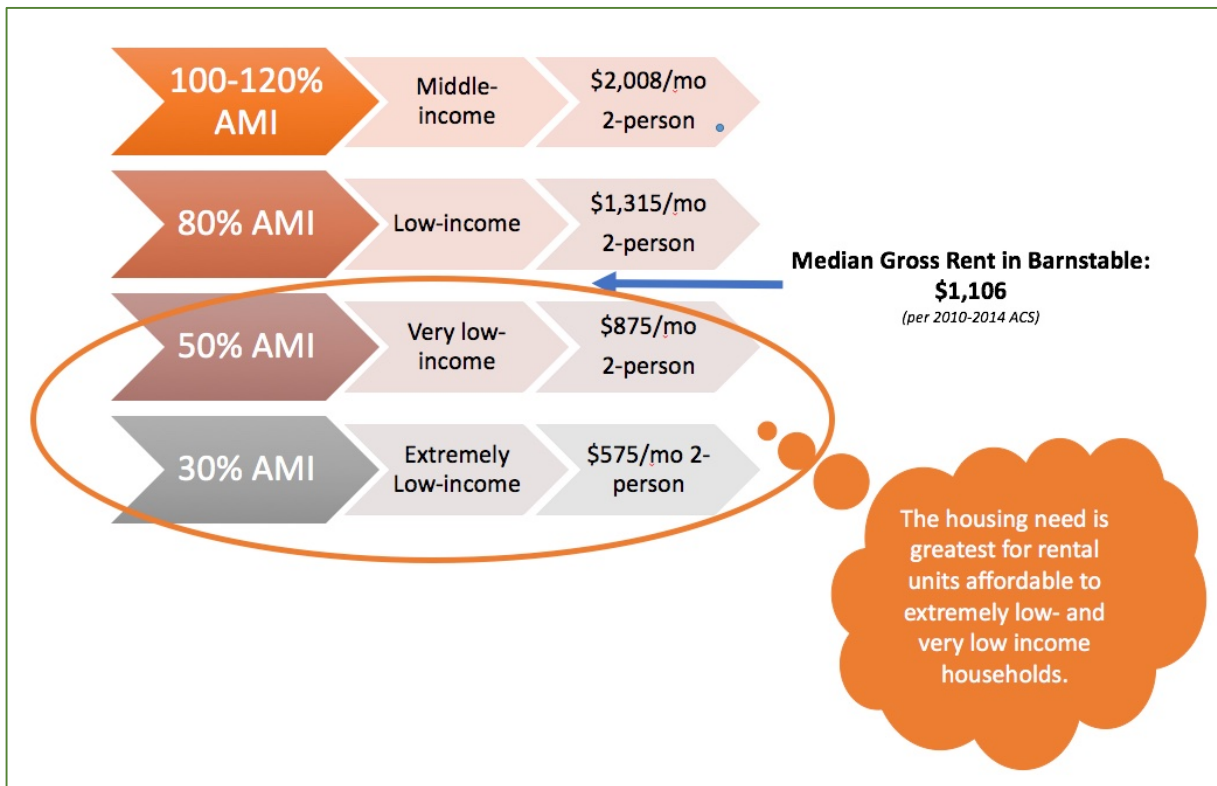 100-120%
AMI
Middle-
income
$2,008/mo
2-person
80% AMI
Low-income
$1,315/mo
2-person
Median Gross Rent in Barnstable:
$1,106
(per 2010-2014 ACS)
50% AMI
Very low-
income
$875/mo
2-person
30% AMI
Extremely
Low-income
$575/mo 2-
person
The housing need is
greatest for rental
units affordable to
extremely low- and
very low income
households.